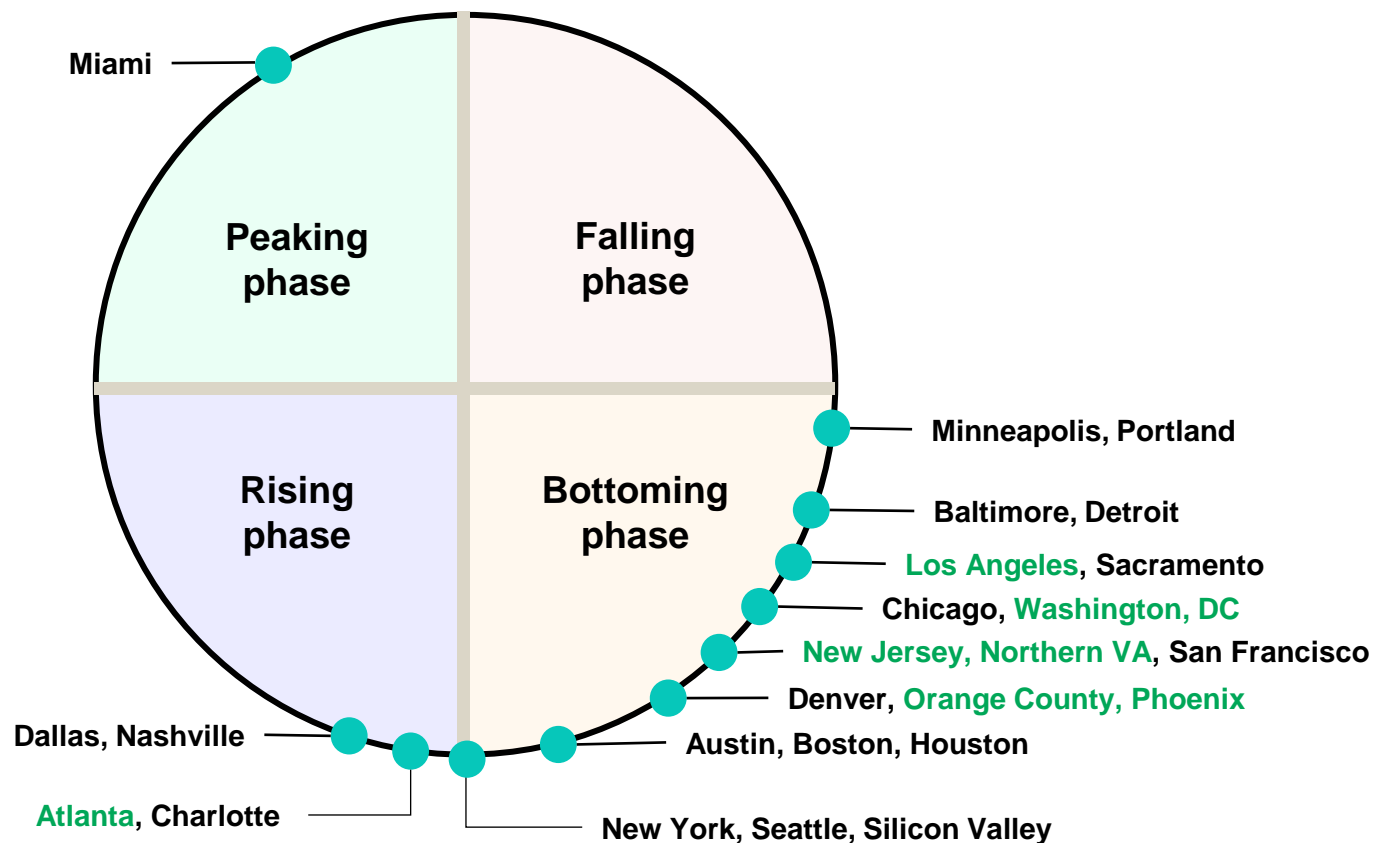 Miami
Peaking
phase
Falling
phase
Rising
phase
Bottoming
phase
Minneapolis, Portland
Baltimore, Detroit
Los Angeles, Sacramento
Chicago, Washington, DC
New Jersey, Northern VA, San Francisco
Denver, Orange County, Phoenix
Austin, Boston, Houston
New York, Seattle, Silicon Valley
Dallas, Nashville
Atlanta, Charlotte